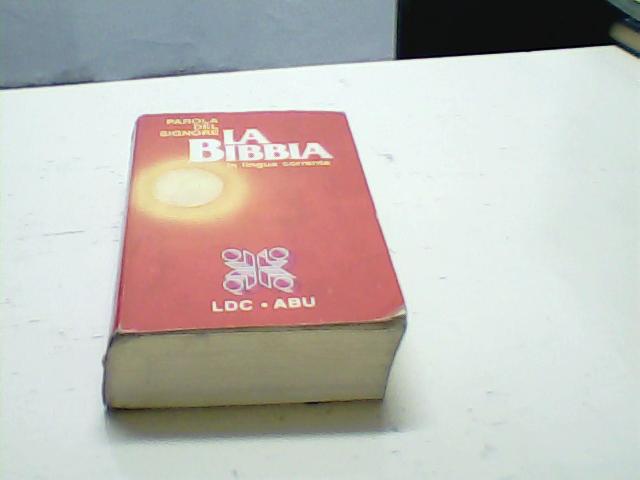 PAROLA
DEL
SIGNORE
LA
BIBBIA
in lingua corrente
LDC • ABU